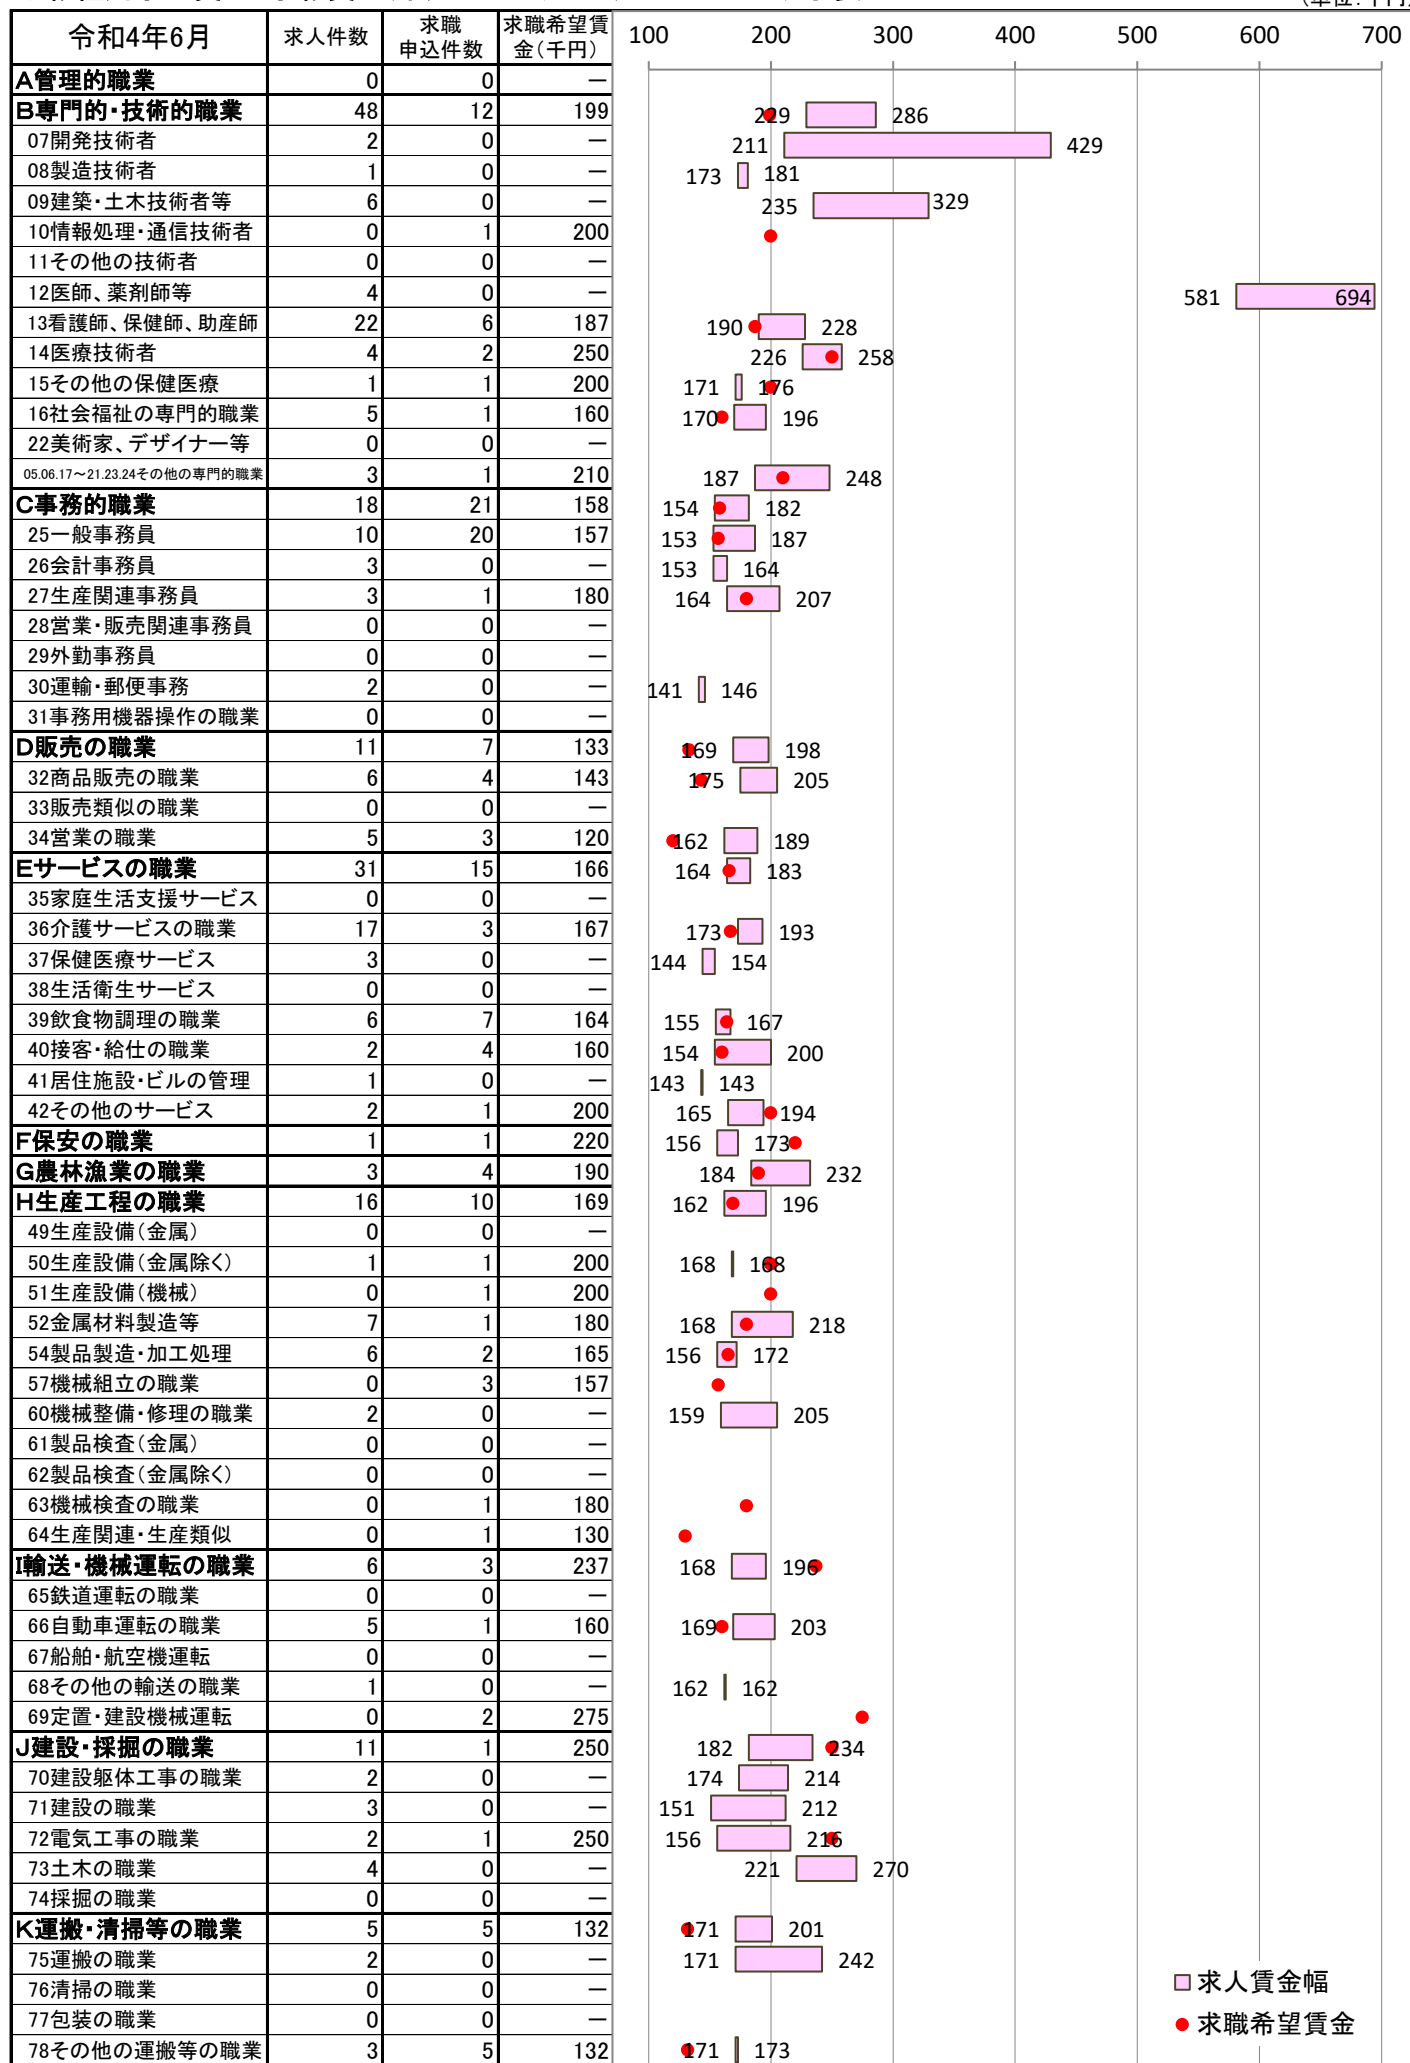 令和4年6月 求人件数 求職申込件数 求職希望賃金(千円) 100 200 300 400 500 600 700
A管理的職業 0 0 ―
B専門的・技術的職業 48 12 199 229 286
07開発技術者 2 0 ― 211 429
08製造技術者 1 0 ― 173 181
09建築・土木技術者等 6 0 ― 235 329
10情報処理・通信技術者 0 1 200
11その他の技術者 0 0 ―
12医師、薬剤師等 4 0 ― 581 694
13看護師、保健師、助産師 22 6 187 190 228
14医療技術者 4 2 250 226 258
15その他の保健医療 1 1 200 171 176
16社会福祉の専門的職業 5 1 160 170 196
22美術家、デザイナー等 0 0 ―
05.06.17～21.23.24その他の専門的職業 3 1 210 187 248
C事務的職業 18 21 158 154 182
25一般事務員 10 20 157 153 187
26会計事務員 3 0 ― 153 164
27生産関連事務員 3 1 180 164 207
28営業・販売関連事務員 0 0 ―
29外勤事務員 0 0 ―
30運輸・郵便事務 2 0 ― 141 146
31事務用機器操作の職業 0 0 ―
D販売の職業 11 7 133 169 198
32商品販売の職業 6 4 143 175 205
33販売類似の職業 0 0 ―
34営業の職業 5 3 120 162 189
Eサービスの職業 31 15 166 164 183
35家庭生活支援サービス 0 0 ―
36介護サービスの職業 17 3 167 173 193
37保健医療サービス 3 0 ― 144 154
38生活衛生サービス 0 0 ―
39飲食物調理の職業 6 7 164 155 167
40接客・給仕の職業 2 4 160 154 200
41居住施設・ビルの管理 1 0 ― 143 143
42その他のサービス 2 1 200 165 194
F保安の職業 1 1 220 156 173
G農林漁業の職業 3 4 190 184 232
H生産工程の職業 16 10 169 162 196
49生産設備(金属) 0 0 ―
50生産設備(金属除く) 1 1 200 168 168
51生産設備(機械) 0 1 200
52金属材料製造等 7 1 180 168 218
54製品製造・加工処理 6 2 165 156 172
57機械組立の職業 0 3 157
60機械整備・修理の職業 2 0 ― 159 205
61製品検査(金属) 0 0 ―
62製品検査(金属除く) 0 0 ―
63機械検査の職業 0 1 180
64生産関連・生産類似 0 1 130
I輸送・機械運転の職業 6 3 237 168 196
65鉄道運転の職業 0 0 ―
66自動車運転の職業 5 1 160 169 203
67船舶・航空機運転 0 0 ―
68その他の輸送の職業 1 0 ― 162 162
69定置・建設機械運転 0 2 275
J建設・採掘の職業 11 1 250 182 234
70建設躯体工事の職業 2 0 ― 174 214
71建設の職業 3 0 ― 151 212
72電気工事の職業 2 1 250 156 216
73土木の職業 4 0 ― 221 270
74採掘の職業 0 0 ―
K運搬・清掃等の職業 5 5 132 171 201
75運搬の職業 2 0 ― 171 242
76清掃の職業 0 0 ―
77包装の職業 0 0 ―
78その他の運搬等の職業 3 5 132 171 173
求人賃金幅
求職希望賃金